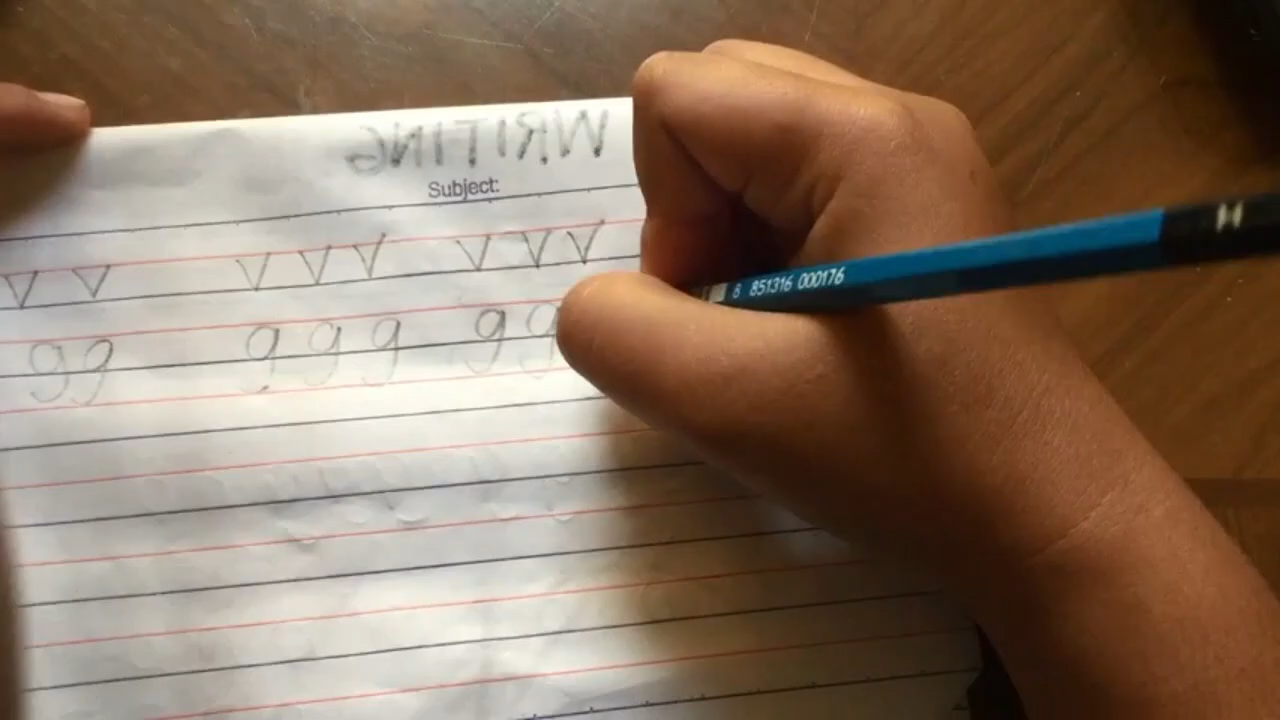 WRITING
Subject:
v v   v v v   v v v
g g   g g g   g g
8 851316 000176
H